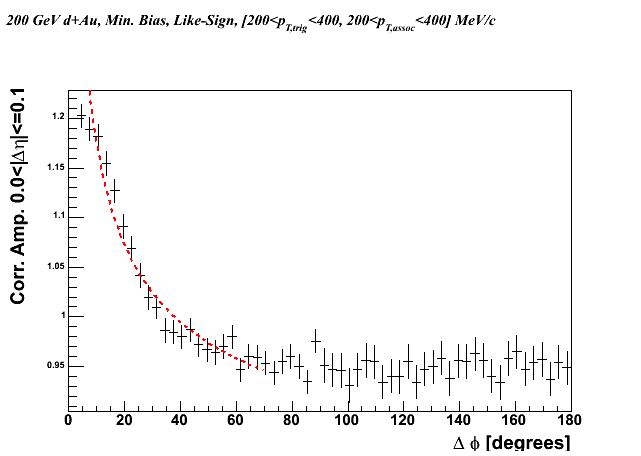 200 GeV d+Au, Min. Bias, Like-Sign, [200<p_T,trig<400, 200<p_T,assoc<400] MeV/c
Corr. Amp. 0.0<|Δη|<=0.1
1.2
1.15
1.1
1.05
1
0.95
0 20 40 60 80 100 120 140 160 180
Δ ϕ [degrees]